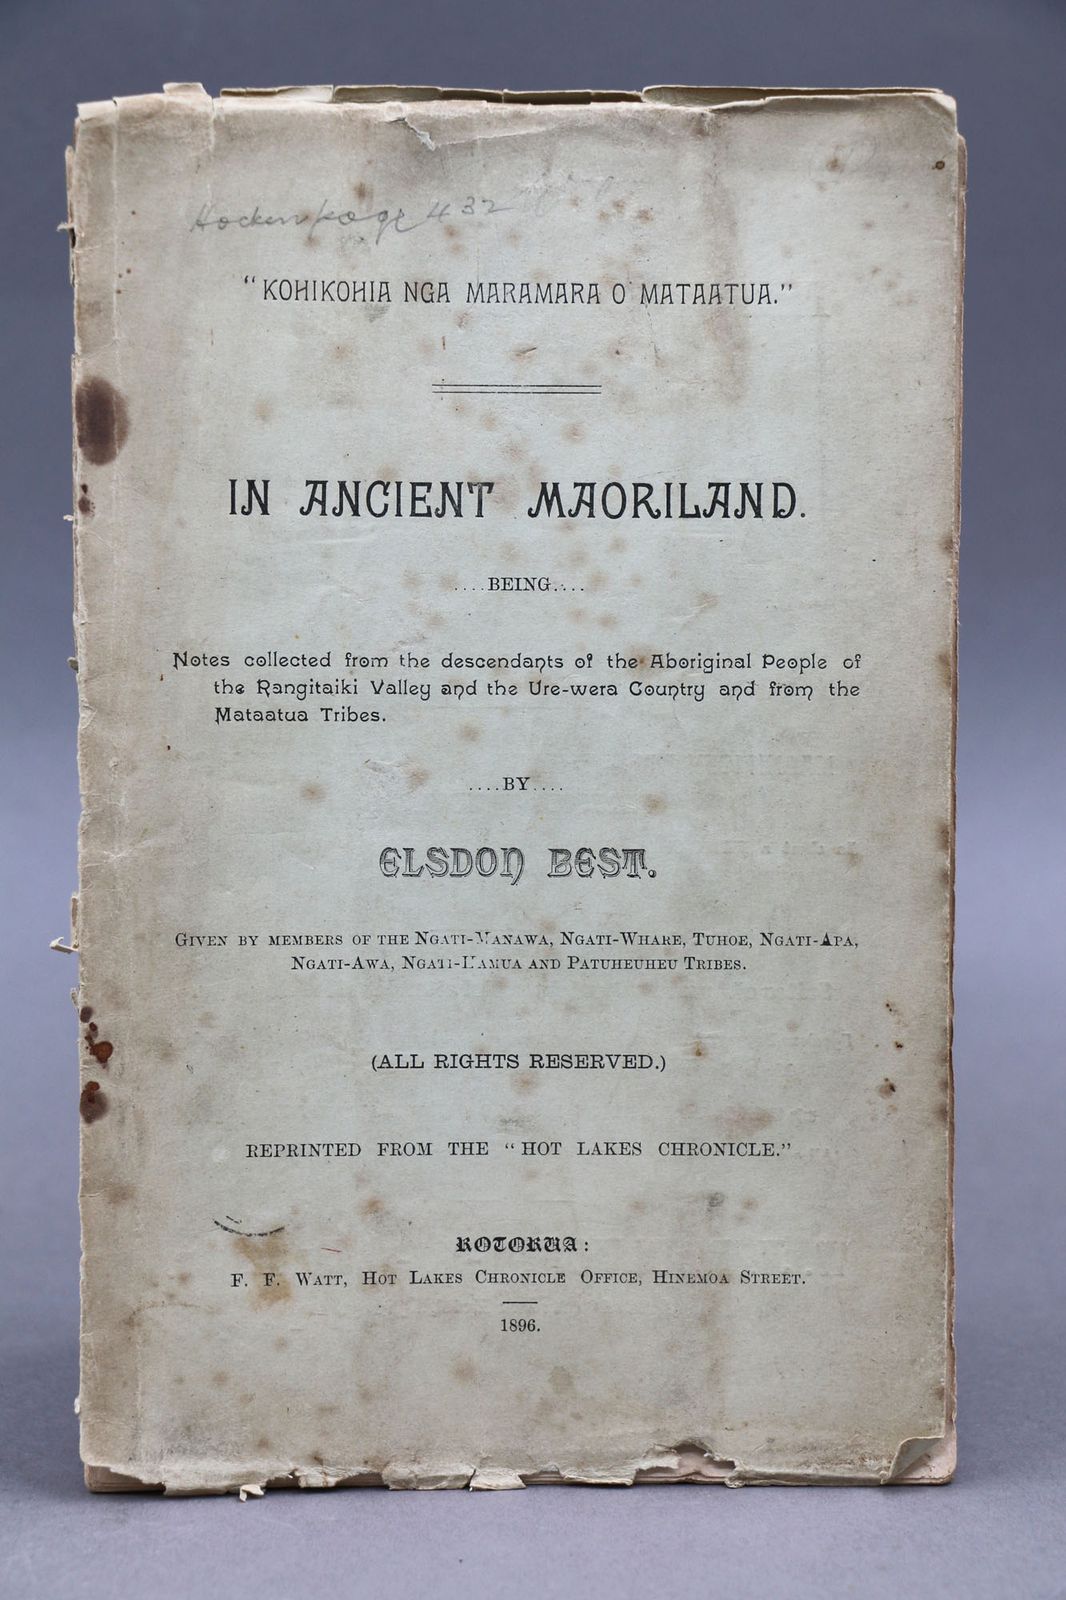 Hocken page 432
"KOHIKOHIA NGA MARAMARA O MATAATUA."
IN ANCIENT MAORILAND.
....BEING....
Notes collected from the descendants of the Aboriginal People of
the Rangitaiki Valley and the Ure-wera Country and from the
Mataatua Tribes.
....BY....
ELSDON BEST.
GIVEN BY MEMBERS OF THE NGATI-MANAWA, NGATI-WHARE, TUHOE, NGATI-APA,
NGATI-AWA, NGATI-HAMUA AND PATUHEUHEU TRIBES.
(ALL RIGHTS RESERVED.)
REPRINTED FROM THE "HOT LAKES CHRONICLE."
ROTORUA:
F. F. WATT, HOT LAKES CHRONICLE OFFICE, HINEMOA STREET.
1896.